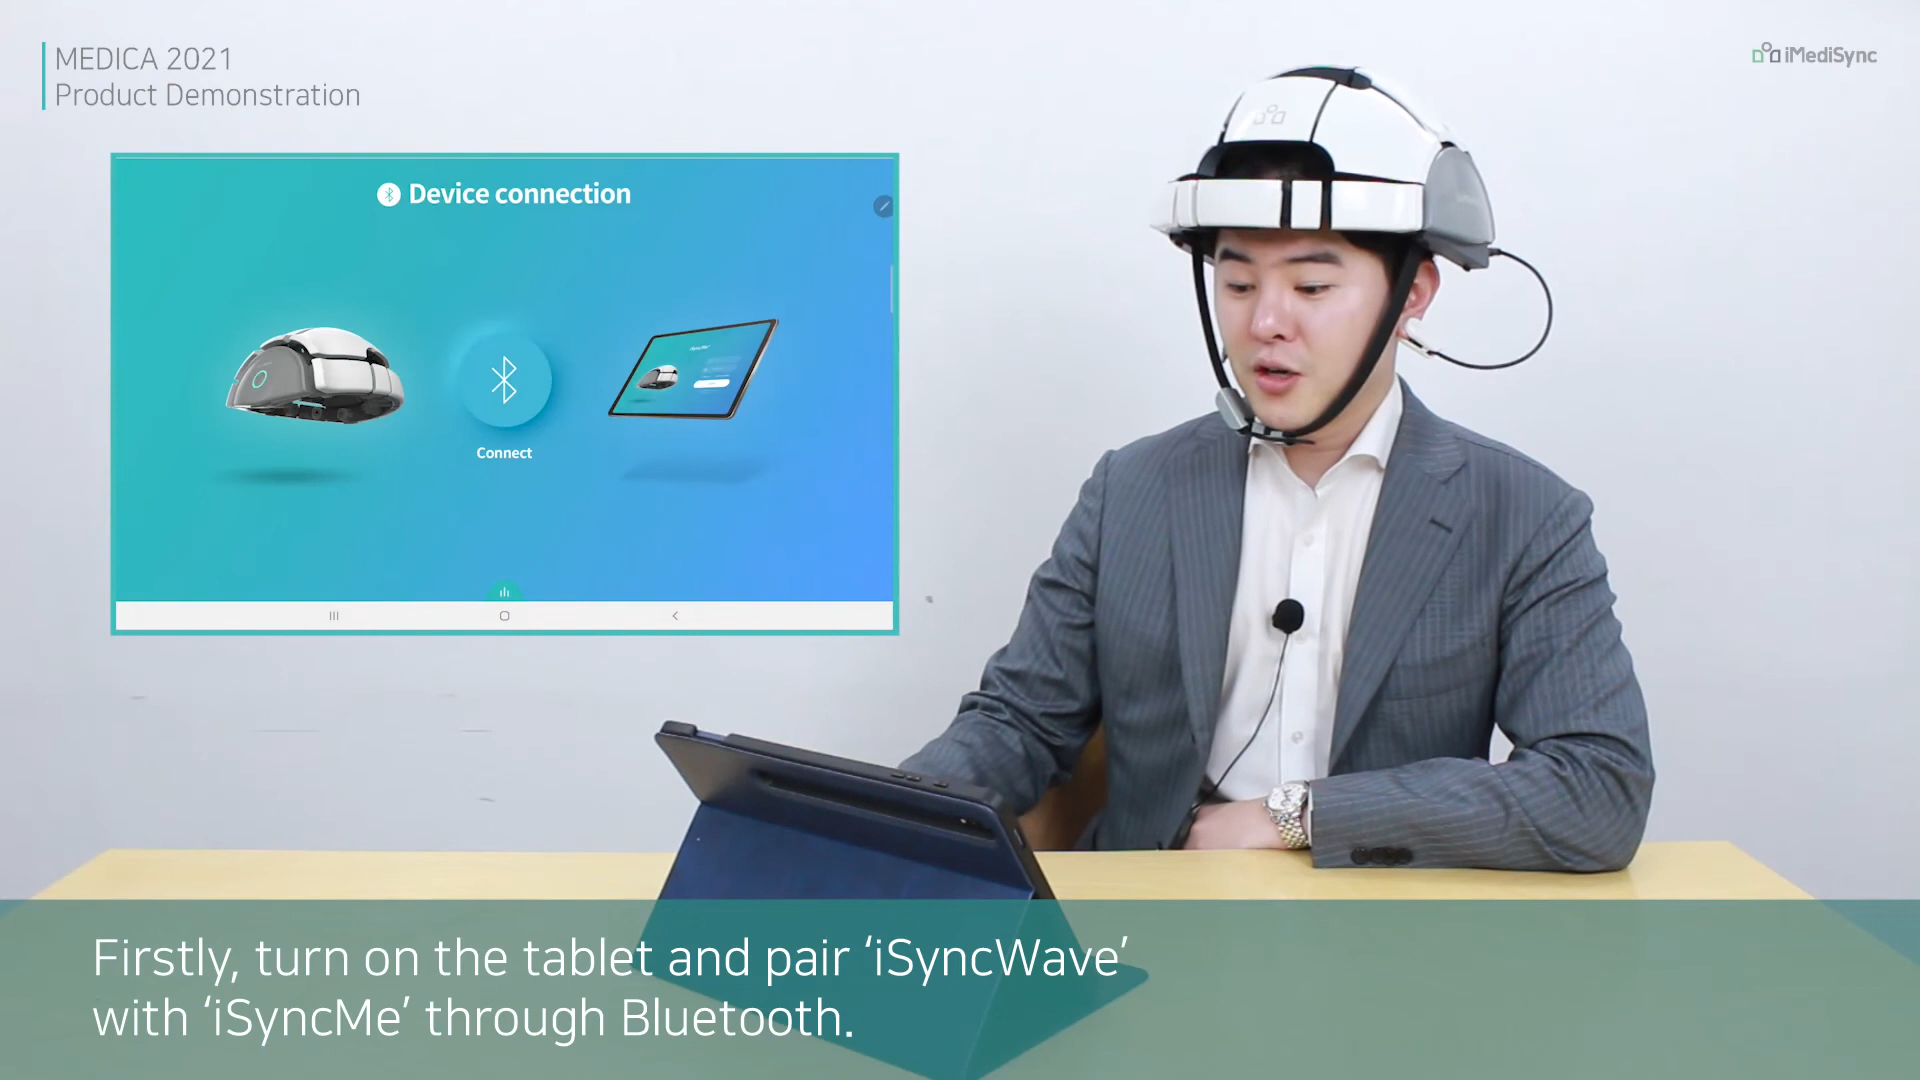 MEDICA 2021
Product Demonstration
iMediSync
Device connection
Connect
Firstly, turn on the tablet and pair ‘iSyncWave’
with ‘iSyncMe’ through Bluetooth.